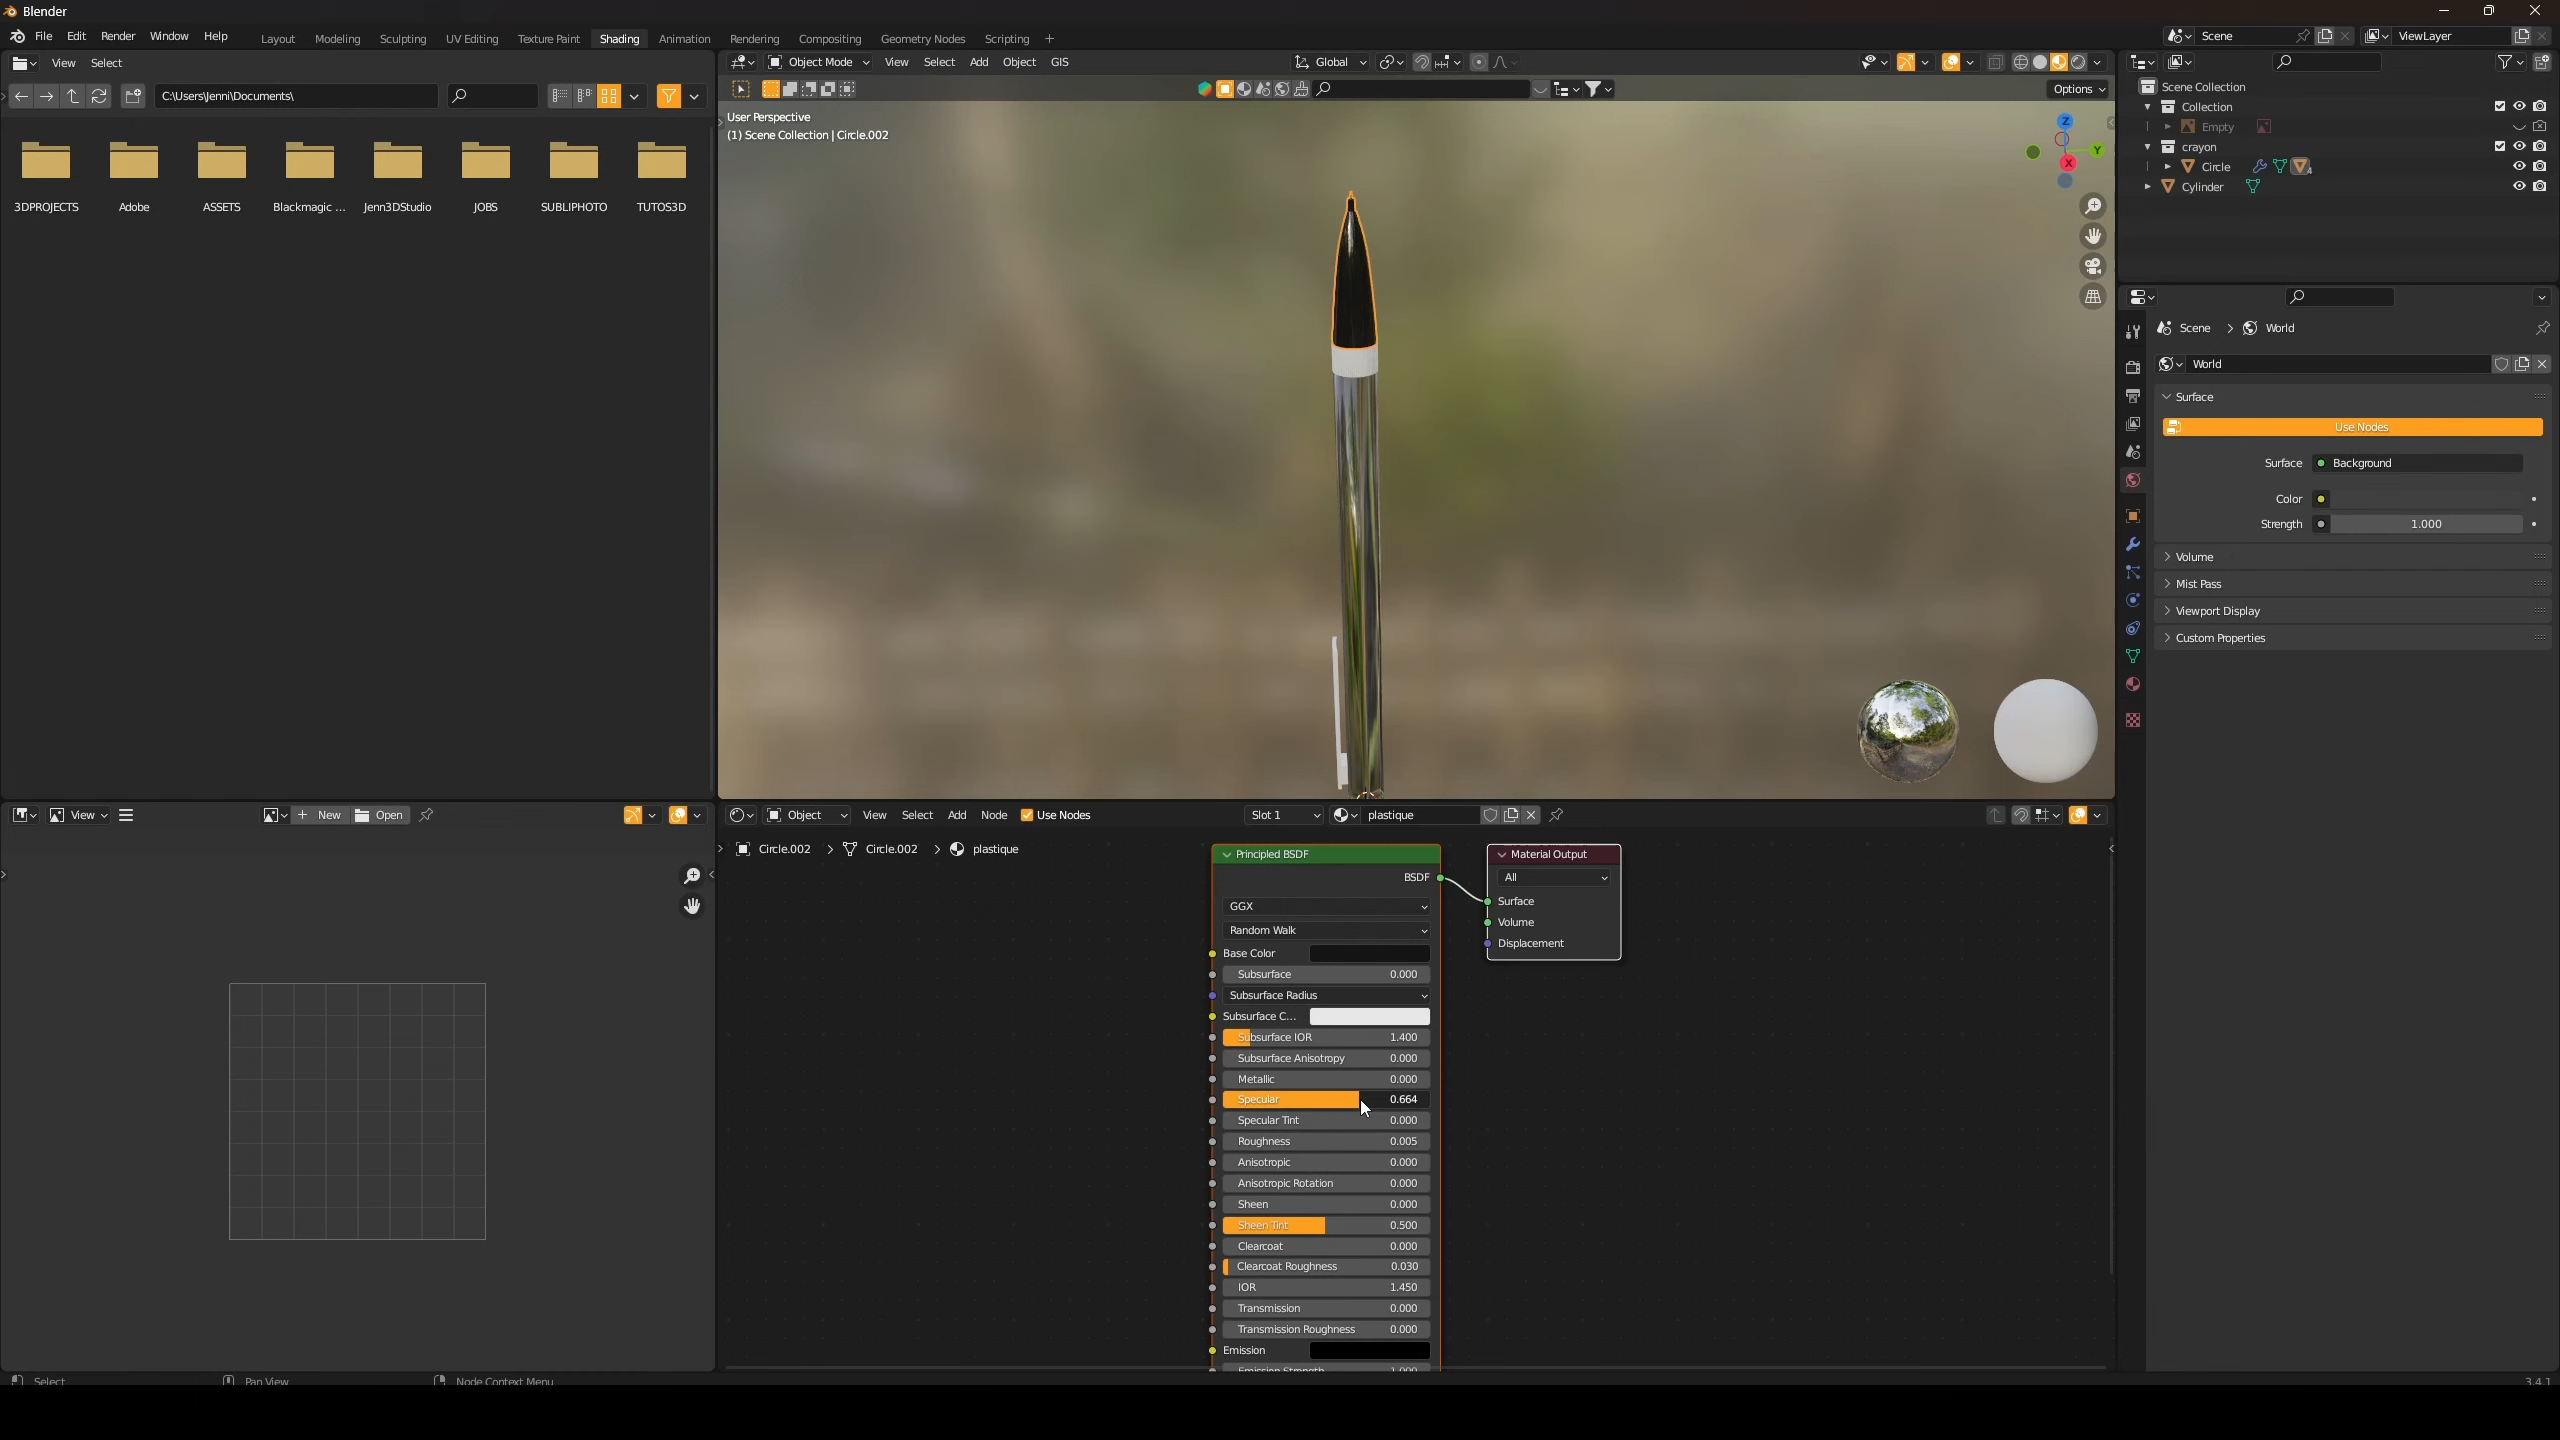 Blender
File Edit Render Window Help Layout Modeling Sculpting UV Editing Texture Paint Shading Animation Rendering Compositing Geometry Nodes Scripting + Scene ViewLayer
View Select
C:\Users\Jenni\Documents\
3DPROJECTS Adobe ASSETS Blackmagic ... Jenn3DStudio JOBS SUBLIPHOTO TUTOS3D
Object Mode View Select Add Object GIS Global
Options
User Perspective
(1) Scene Collection | Circle.002
Z
Y
X
Scene Collection
Collection
Empty
crayon
Circle 4
Cylinder
Scene > World
World
Surface
Use Nodes
Surface Background
Color
Strength 1.000
Volume
Mist Pass
Viewport Display
Custom Properties
View New Open
Object View Select Add Node Use Nodes Slot 1 plastique
Circle.002 > Circle.002 > plastique
Principled BSDF
BSDF
GGX
Random Walk
Base Color
Subsurface 0.000
Subsurface Radius
Subsurface C...
Subsurface IOR 1.400
Subsurface Anisotropy 0.000
Metallic 0.000
Specular 0.664
Specular Tint 0.000
Roughness 0.005
Anisotropic 0.000
Anisotropic Rotation 0.000
Sheen 0.000
Sheen Tint 0.500
Clearcoat 0.000
Clearcoat Roughness 0.030
IOR 1.450
Transmission 0.000
Transmission Roughness 0.000
Emission
Emission Strength 1.000
Material Output
All
Surface
Volume
Displacement
Select Pan View Node Context Menu 3.4.1